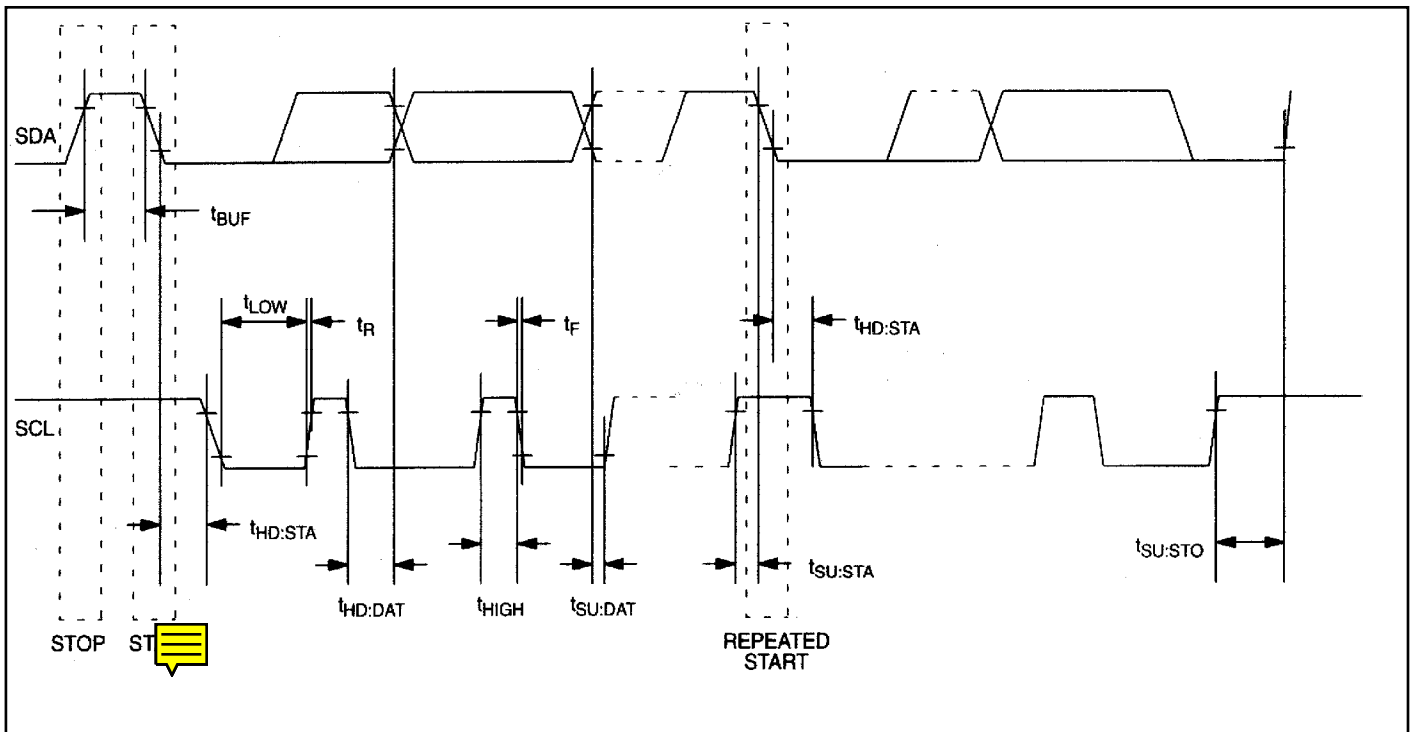 SDA
tBUF
tLOW
tR
tF
tHD:STA
SCL
tHD:STA
tSU:STO
tSU:STA
tHD:DAT
tHIGH
tSU:DAT
STOP
REPEATED
START